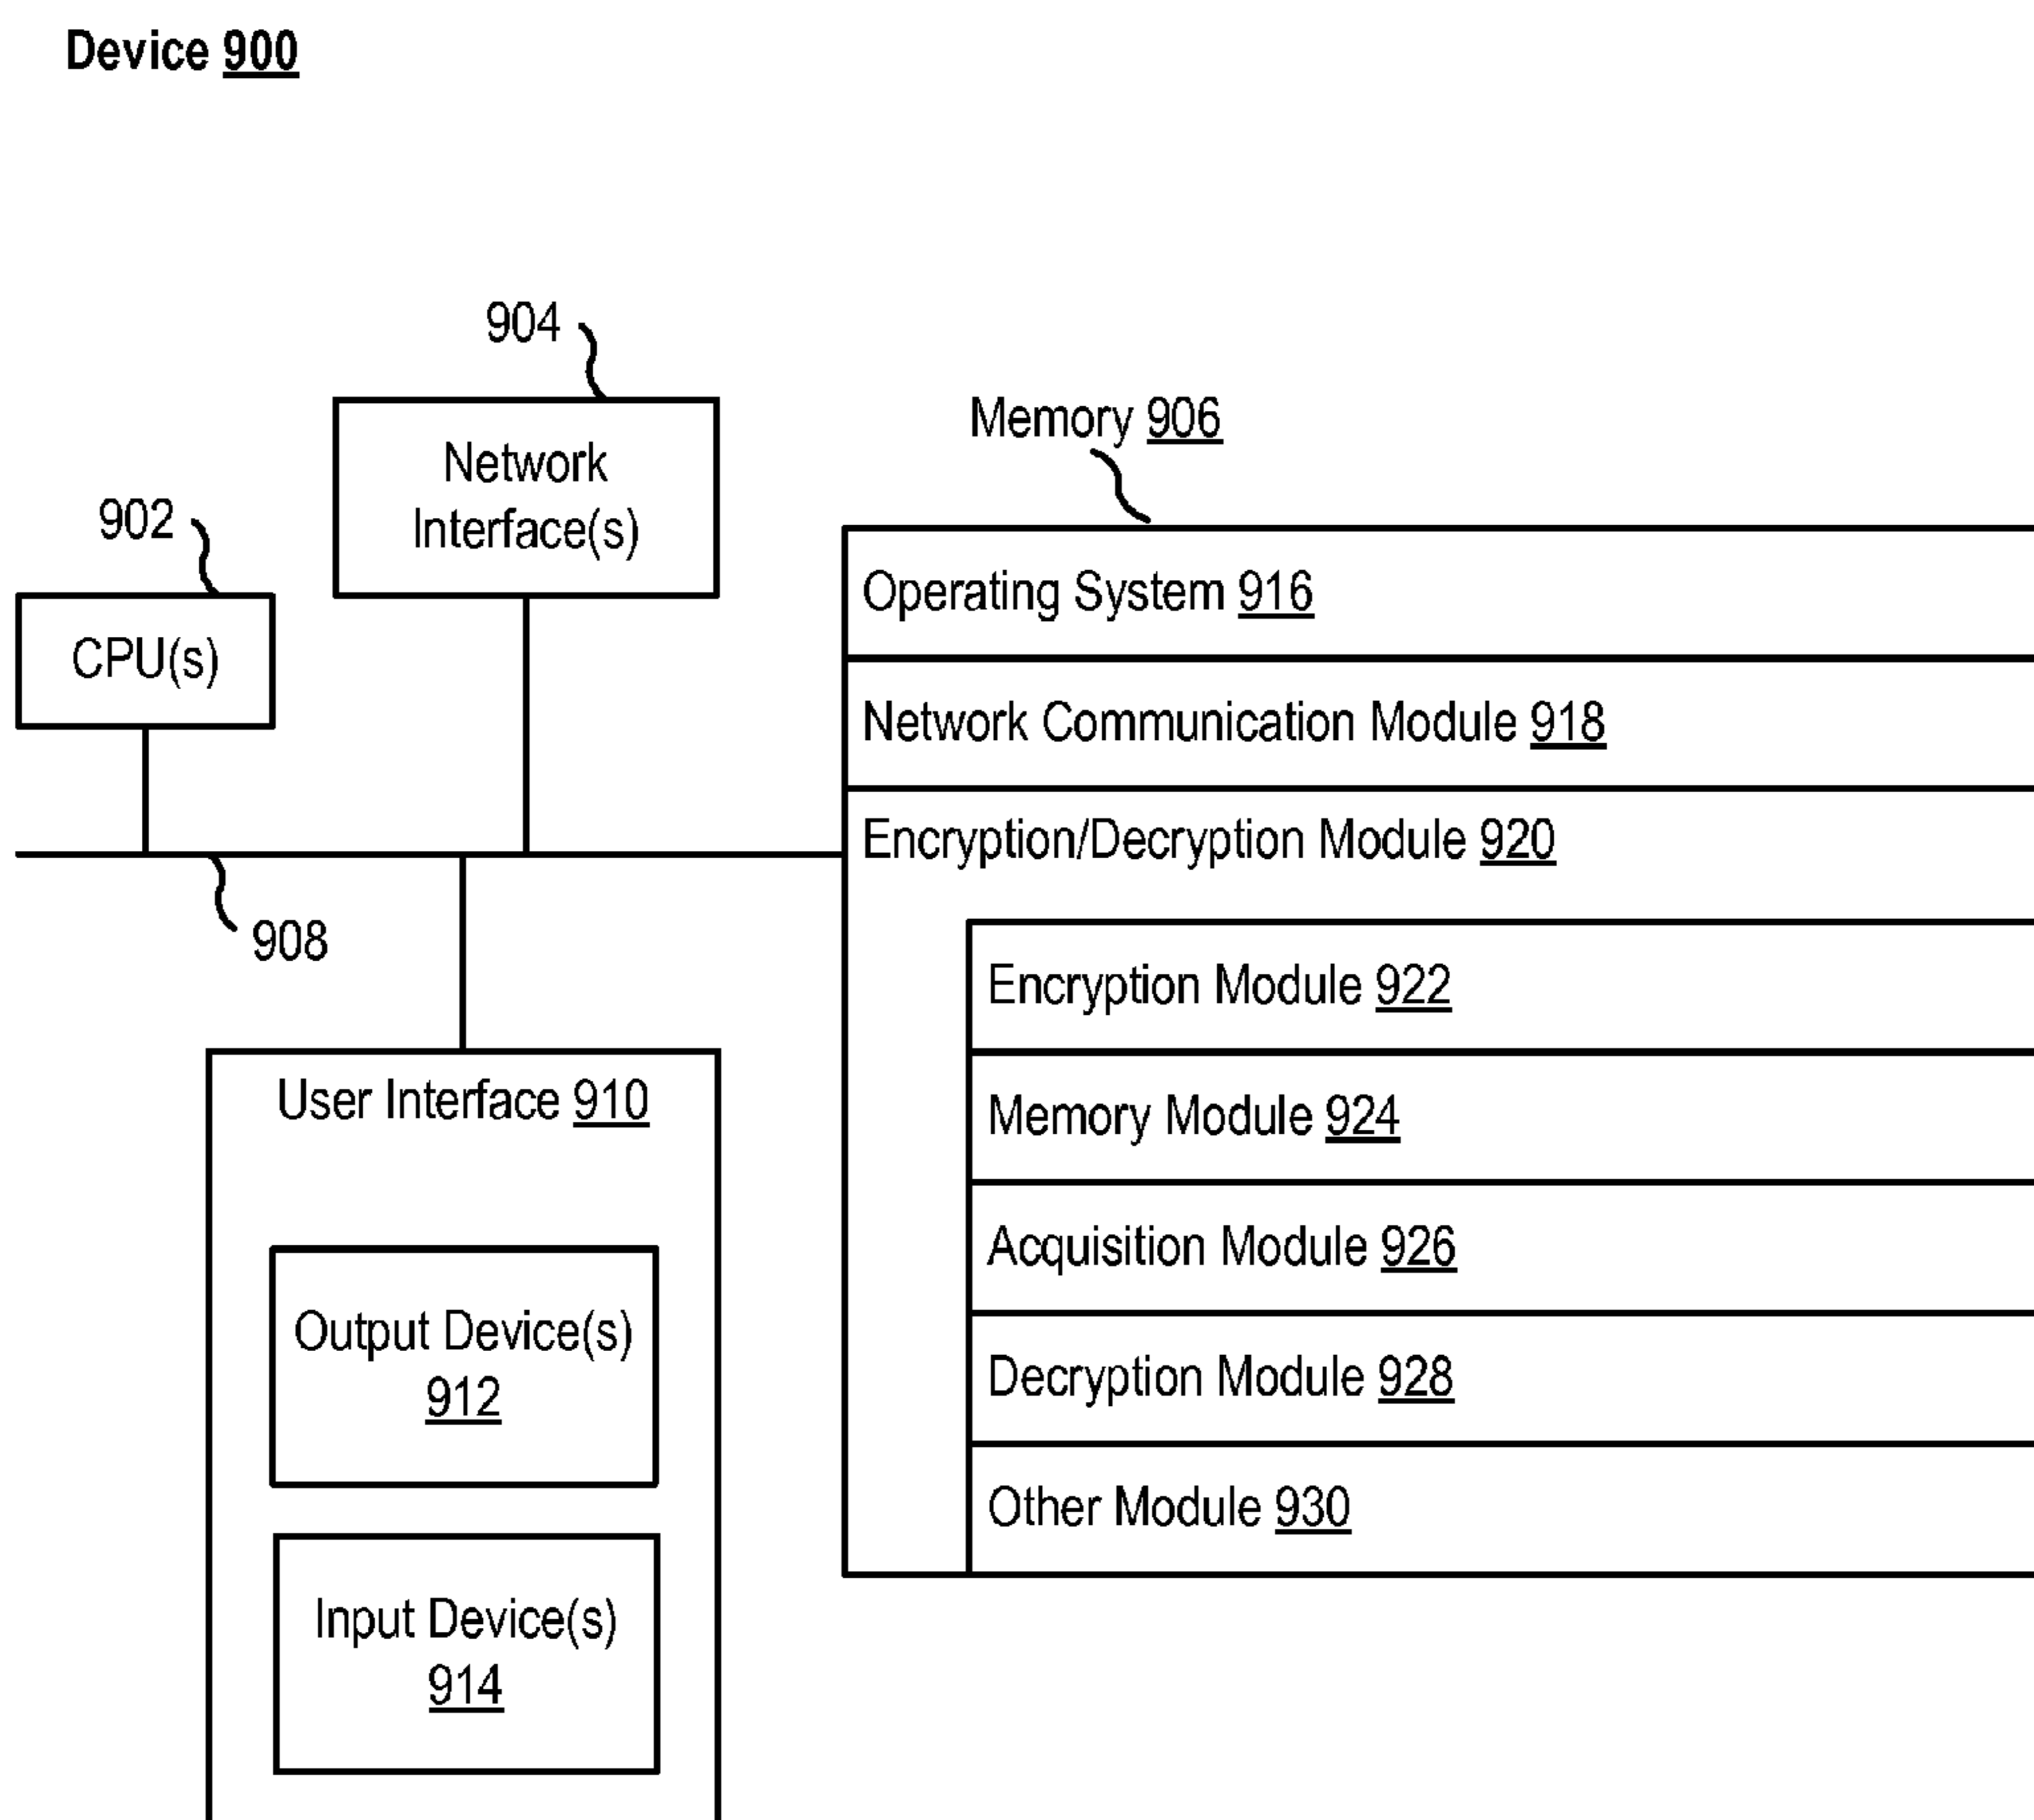 Device 900
904
Network
Interface(s)
Memory 906
902
CPU(s)
Operating System 916
Network Communication Module 918
Encryption/Decryption Module 920
908
Encryption Module 922
Memory Module 924
Acquisition Module 926
Decryption Module 928
Other Module 930
User Interface 910
Output Device(s)
912
Input Device(s)
914